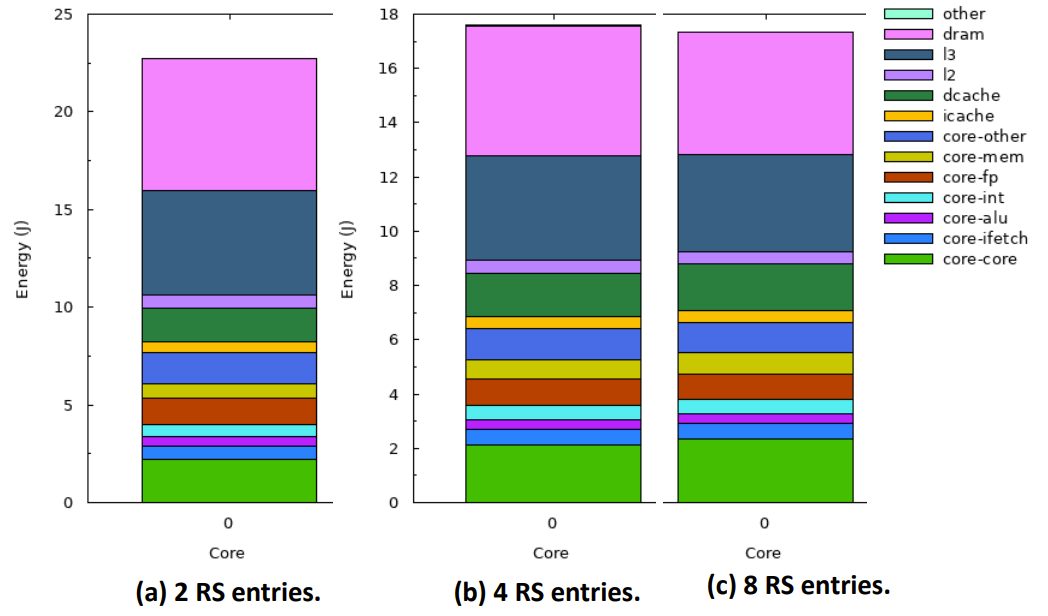 25
20
15
10
5
0
Energy (J)
0
Core
(a) 2 RS entries.
18
16
14
12
10
8
6
4
2
0
Energy (J)
0
Core
(b) 4 RS entries.
0
Core
(c) 8 RS entries.
other
dram
l3
l2
dcache
icache
core-other
core-mem
core-fp
core-int
core-alu
core-ifetch
core-core